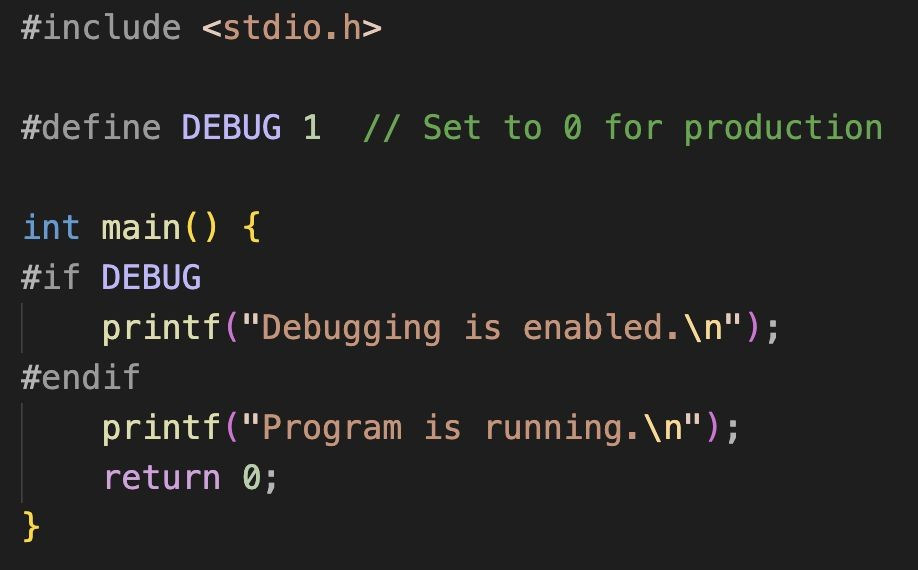 #include <stdio.h>
#define DEBUG 1  // Set to 0 for production
int main() {
#if DEBUG
    printf("Debugging is enabled.\n");
#endif
    printf("Program is running.\n");
    return 0;
}